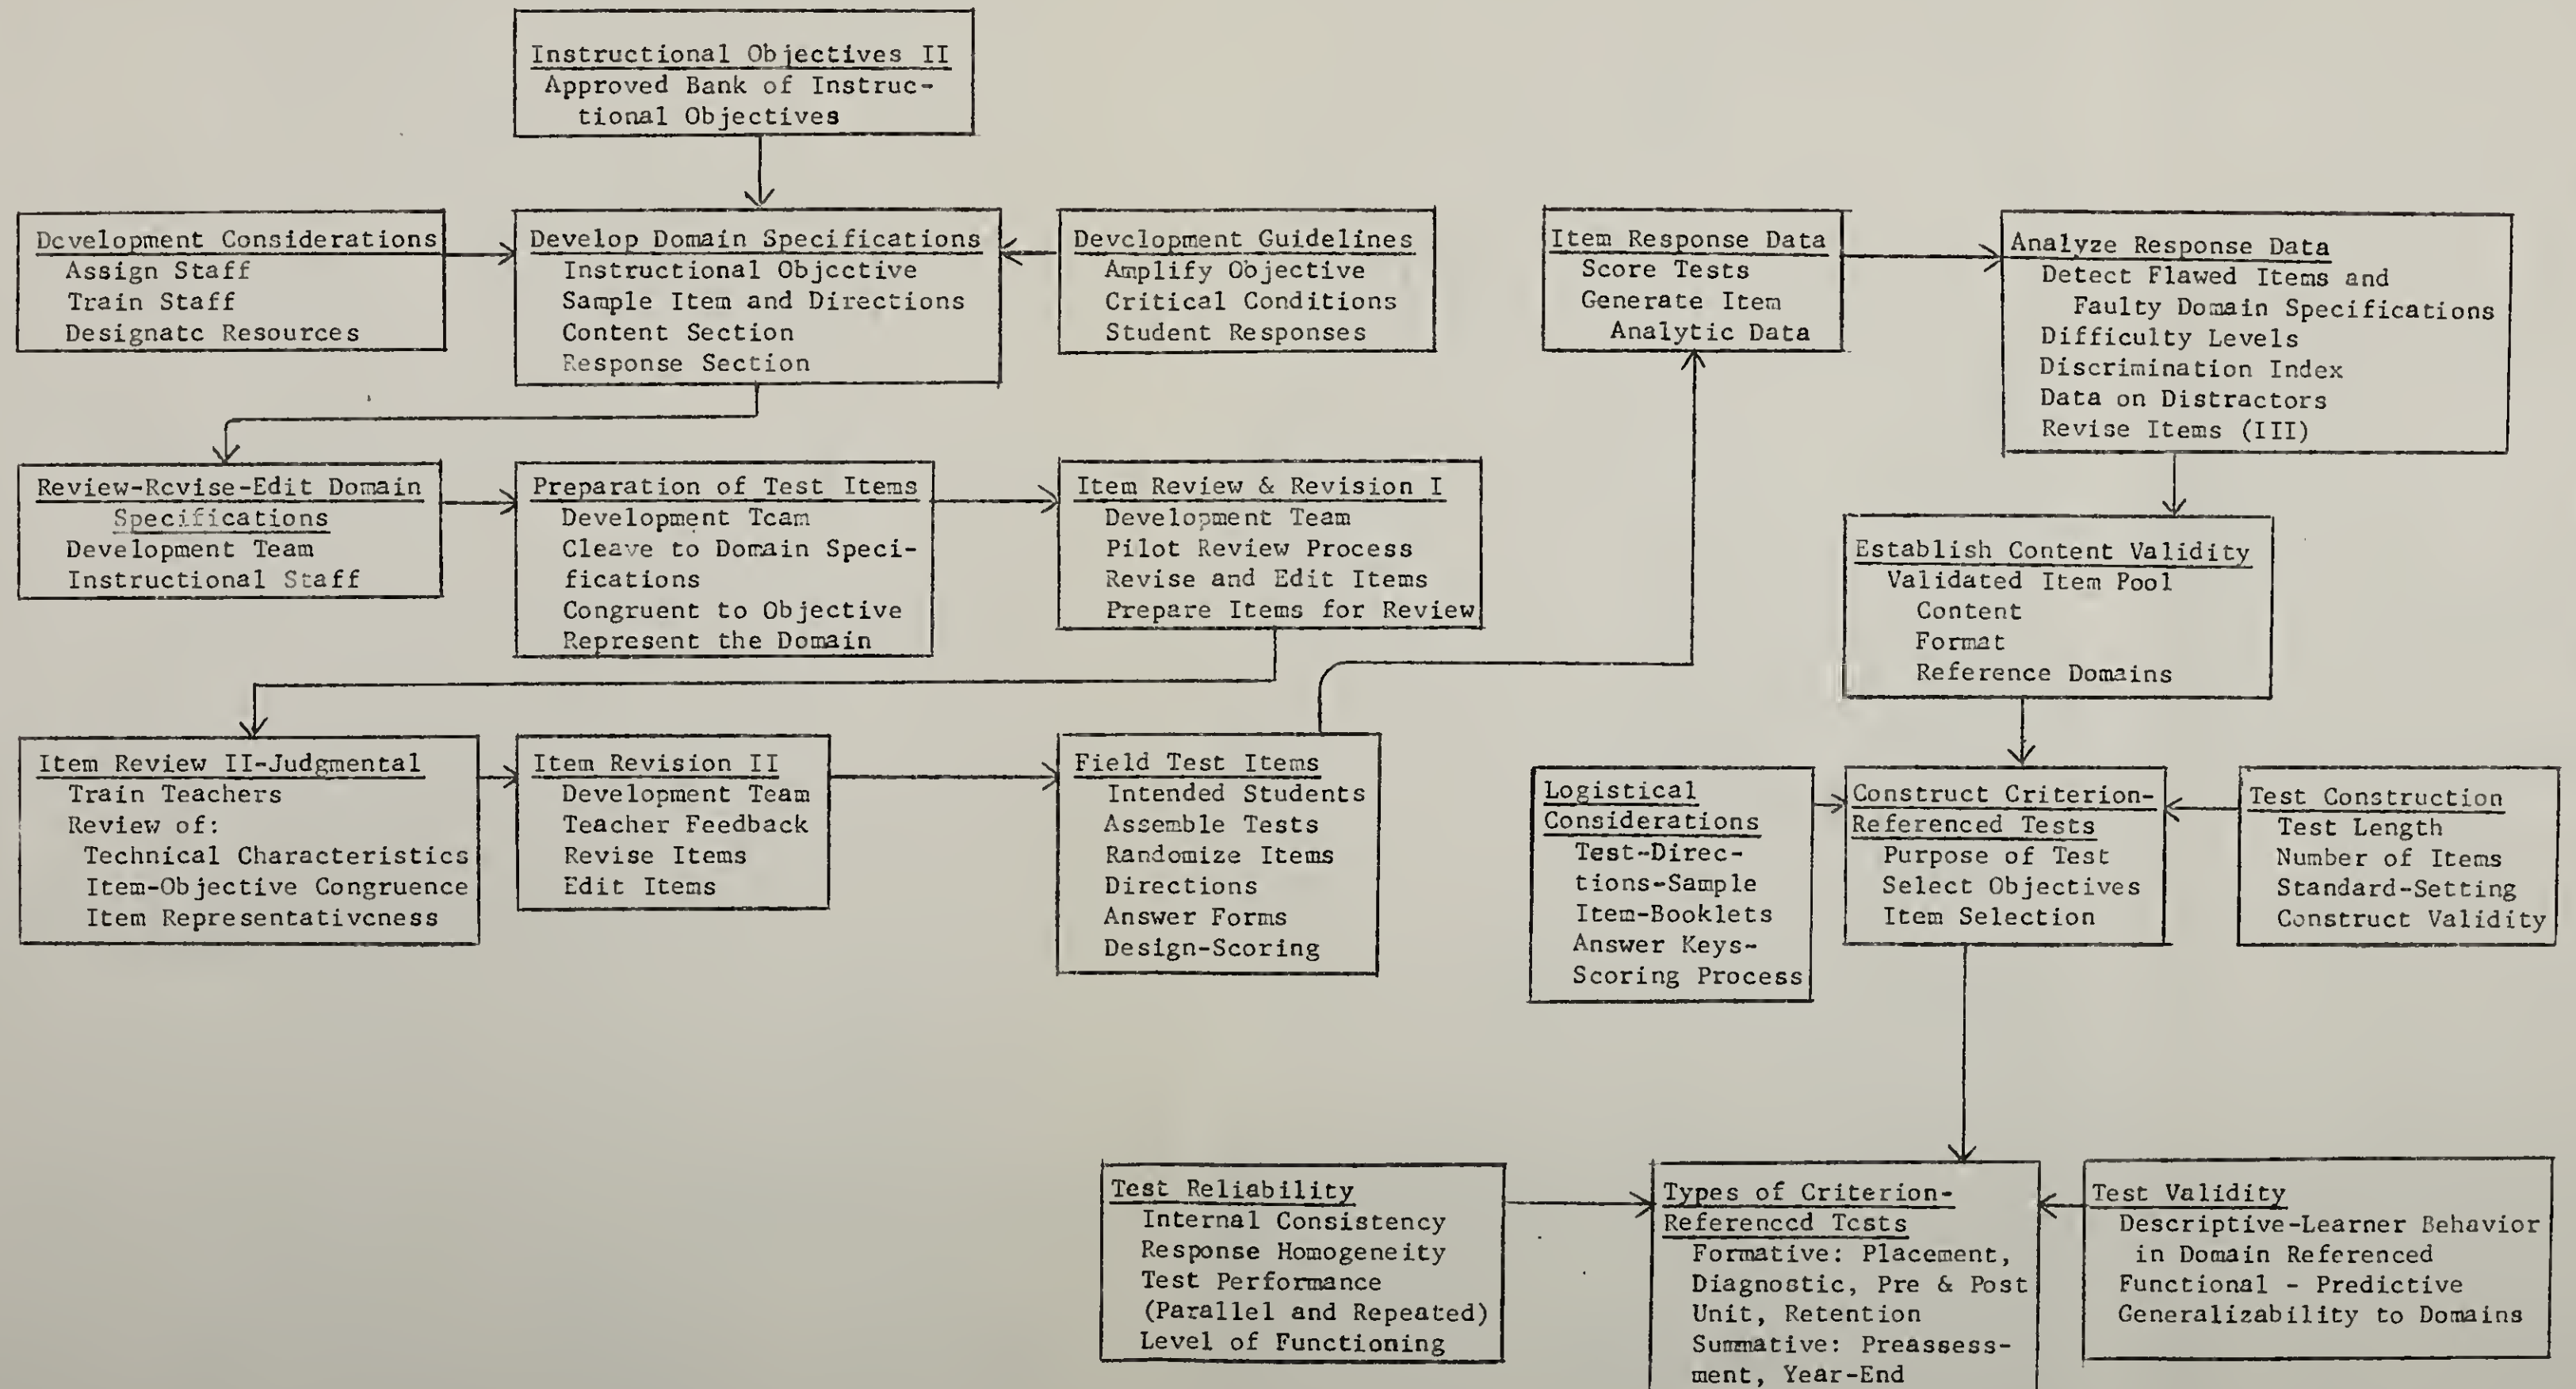 Instructional Objectives II
Approved Bank of Instruc-
tional Objectives
Development Considerations
Assign Staff
Train Staff
Designate Resources
Develop Domain Specifications
Instructional Objective
Sample Item and Directions
Content Section
Response Section
Development Guidelines
Amplify Objective
Critical Conditions
Student Responses
Review-Revise-Edit Domain
Specifications
Development Team
Instructional Staff
Preparation of Test Items
Development Team
Cleave to Domain Speci-
fications
Congruent to Objective
Represent the Domain
Item Review & Revision I
Development Team
Pilot Review Process
Revise and Edit Items
Prepare Items for Review
Item Review II-Judgmental
Train Teachers
Review of:
Technical Characteristics
Item-Objective Congruence
Item Representativeness
Item Revision II
Development Team
Teacher Feedback
Revise Items
Edit Items
Field Test Items
Intended Students
Assemble Tests
Randomize Items
Directions
Answer Forms
Design-Scoring
Item Response Data
Score Tests
Generate Item
Analytic Data
Analyze Response Data
Detect Flawed Items and
Faulty Domain Specifications
Difficulty Levels
Discrimination Index
Data on Distractors
Revise Items (III)
Establish Content Validity
Validated Item Pool
Content
Format
Reference Domains
Logistical
Considerations
Test-Direc-
tions-Sample
Item-Booklets
Answer Keys-
Scoring Process
Construct Criterion-
Referenced Tests
Purpose of Test
Select Objectives
Item Selection
Test Construction
Test Length
Number of Items
Standard-Setting
Construct Validity
Test Reliability
Internal Consistency
Response Homogeneity
Test Performance
(Parallel and Repeated)
Level of Functioning
Types of Criterion-
Referenced Tests
Formative: Placement,
Diagnostic, Pre & Post
Unit, Retention
Summative: Preassess-
ment, Year-End
Test Validity
Descriptive-Learner Behavior
in Domain Referenced
Functional - Predictive
Generalizability to Domains